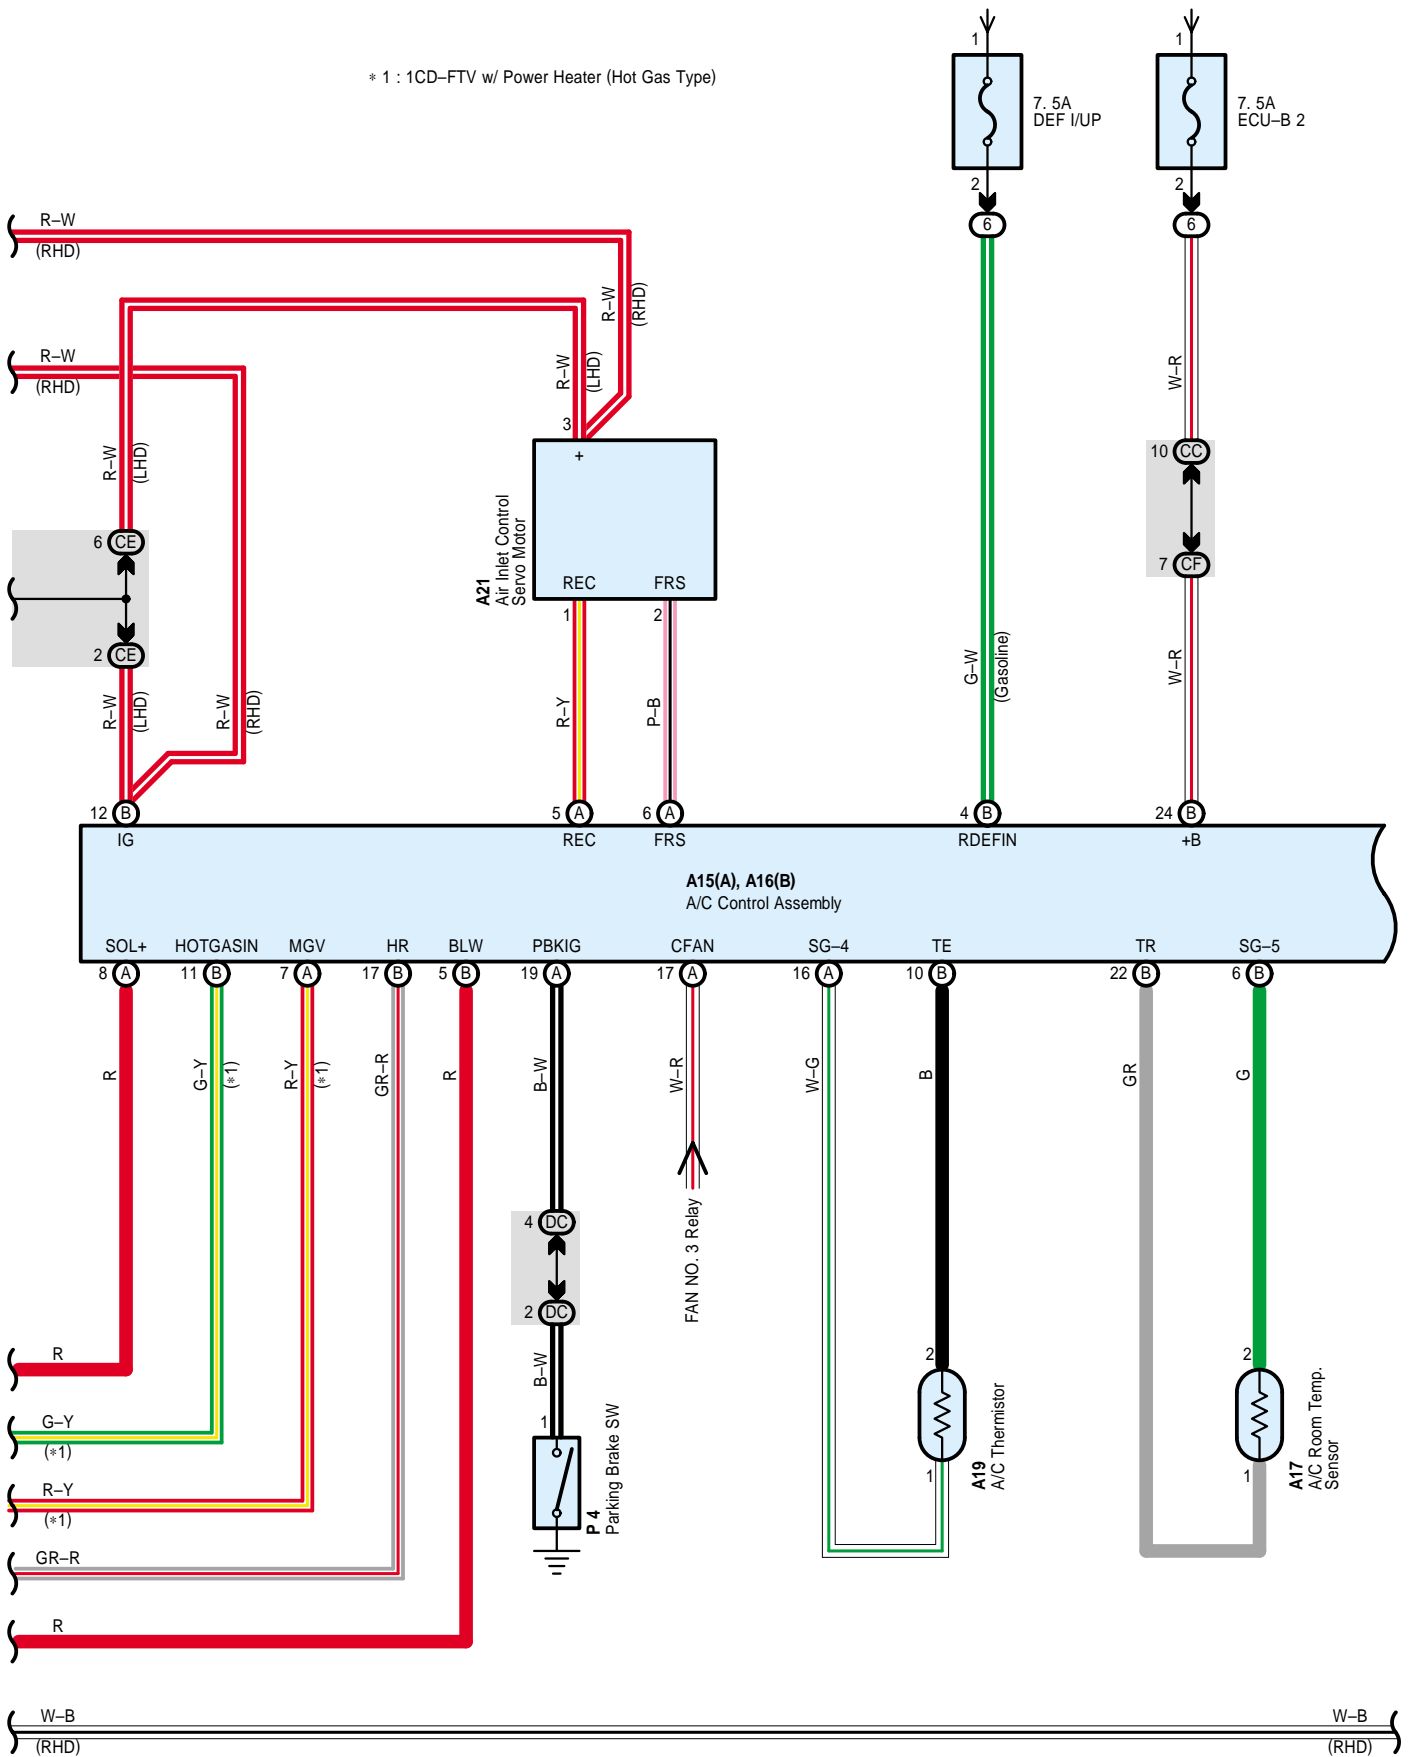 ∗ 1 : 1CD–FTV w/ Power Heater (Hot Gas Type)
1
1
7. 5A
DEF I/UP
7. 5A
ECU–B 2
2
2
6
6
R–W
(RHD)
R–W
(RHD)
R–W
(RHD)
R–W
(LHD)
W–R
3
+
R–W
(LHD)
10 CC
A21
Air Inlet Control
Servo Motor
6 CE
7 CF
REC
FRS
1
2
2 CE
R–W
(LHD)
R–W
(RHD)
R–Y
P–B
G–W
(Gasoline)
W–R
12 B
5 A
6 A
4 B
24 B
IG
REC
FRS
RDEFIN
+B
A15(A), A16(B)
A/C Control Assembly
SOL+
HOTGASIN
MGV
HR
BLW
PBKIG
CFAN
SG–4
TE
TR
SG–5
8 A
11 B
7 A
17 B
5 B
19 A
17 A
16 A
10 B
22 B
6 B
R
G–Y
(∗1)
R–Y
(∗1)
GR–R
R
B–W
W–R
W–G
B
GR
G
FAN NO. 3 Relay
4 DC
2 DC
B–W
1
P 4
Parking Brake SW
2
1
A19
A/C Thermistor
2
1
A17
A/C Room Temp.
Sensor
R
G–Y
(∗1)
R–Y
(∗1)
GR–R
R
W–B
(RHD)
W–B
(RHD)